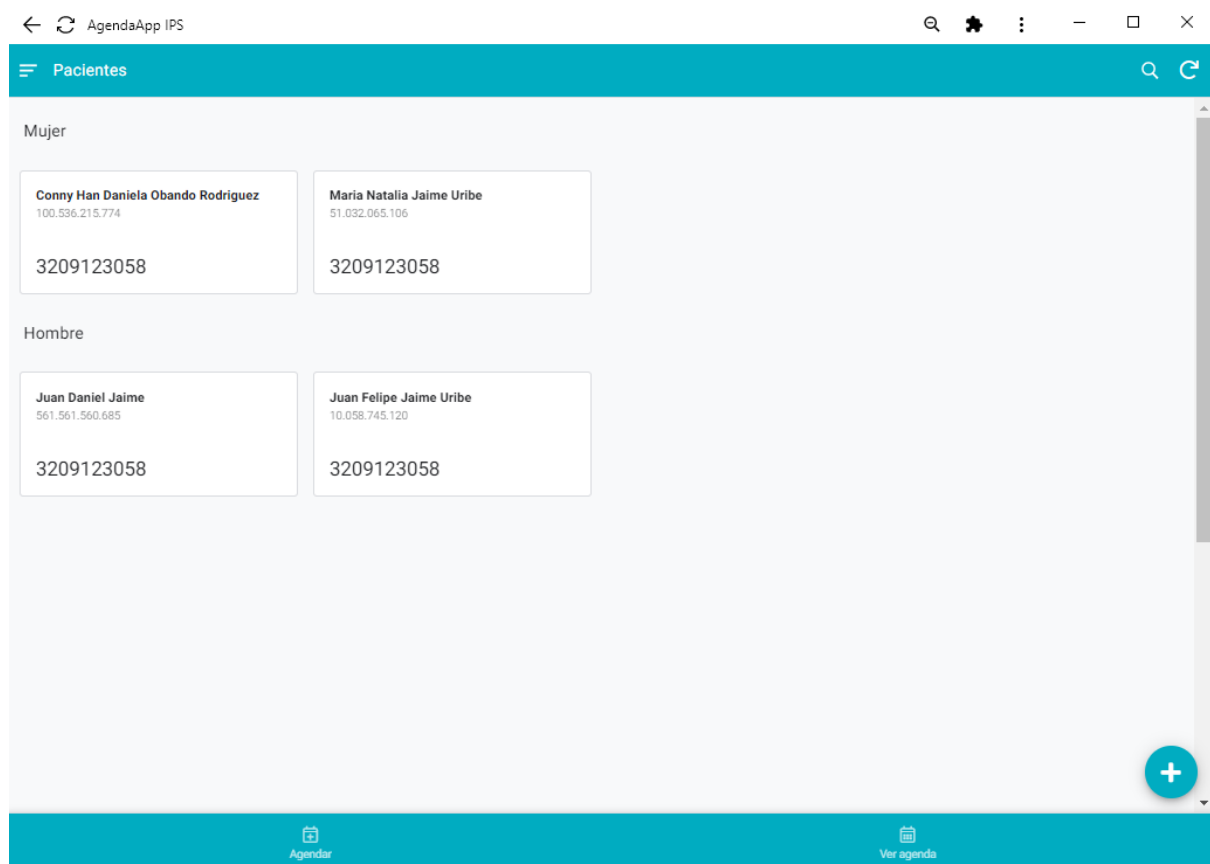 AgendaApp IPS
Pacientes
Mujer
Conny Han Daniela Obando Rodriguez
100.536.215.774
3209123058
Maria Natalia Jaime Uribe
51.032.065.106
3209123058
Hombre
Juan Daniel Jaime
561.561.560.685
3209123058
Juan Felipe Jaime Uribe
10.058.745.120
3209123058
Agendar
Ver agenda